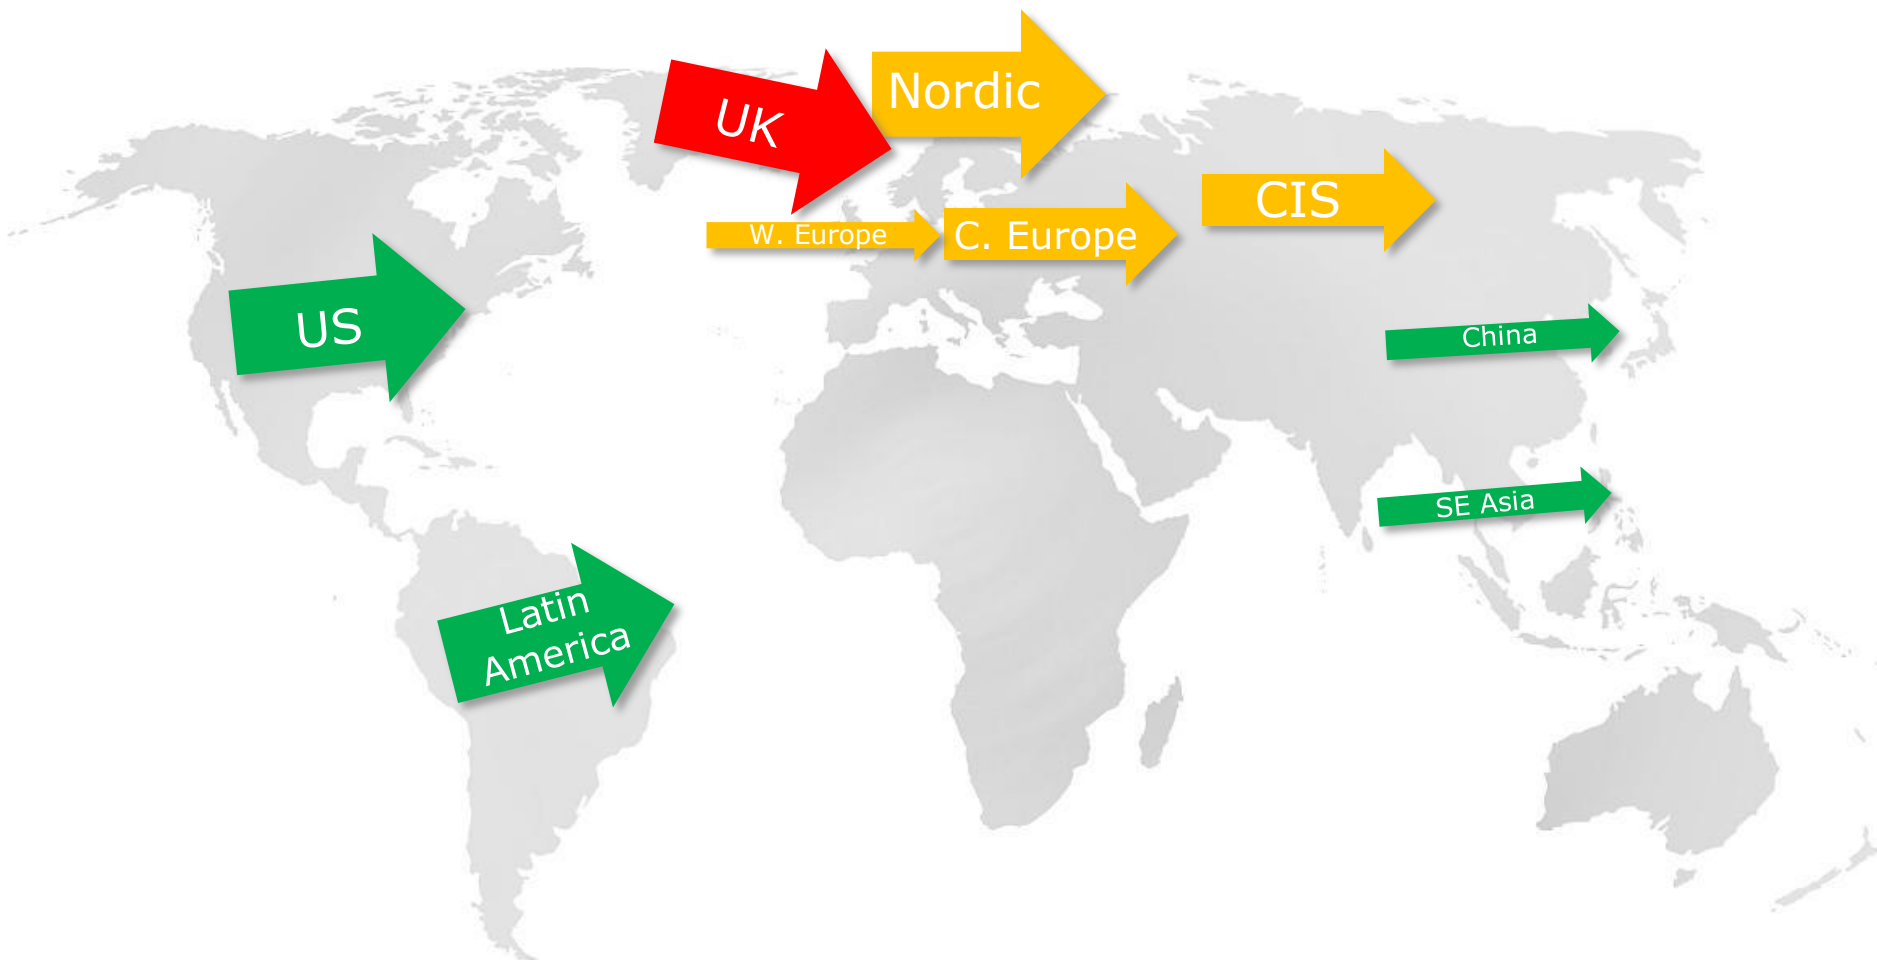 Nordic
UK
CIS
W. Europe
C. Europe
US
China
SE Asia
Latin
America